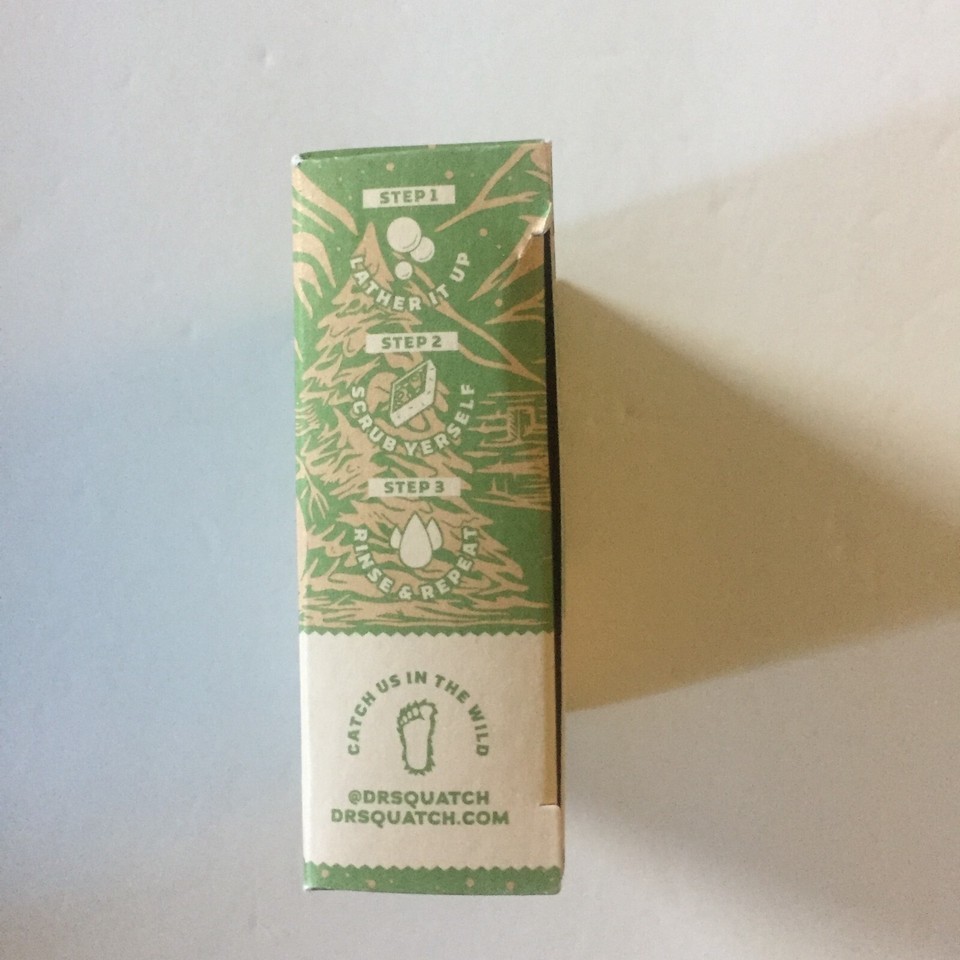 STEP 1
LATHER IT UP
STEP 2
SCRUB YERSELF
STEP 3
RINSE & REPEAT
CATCH US IN THE WILD
@DRSQUATCH
DRSQUATCH.COM